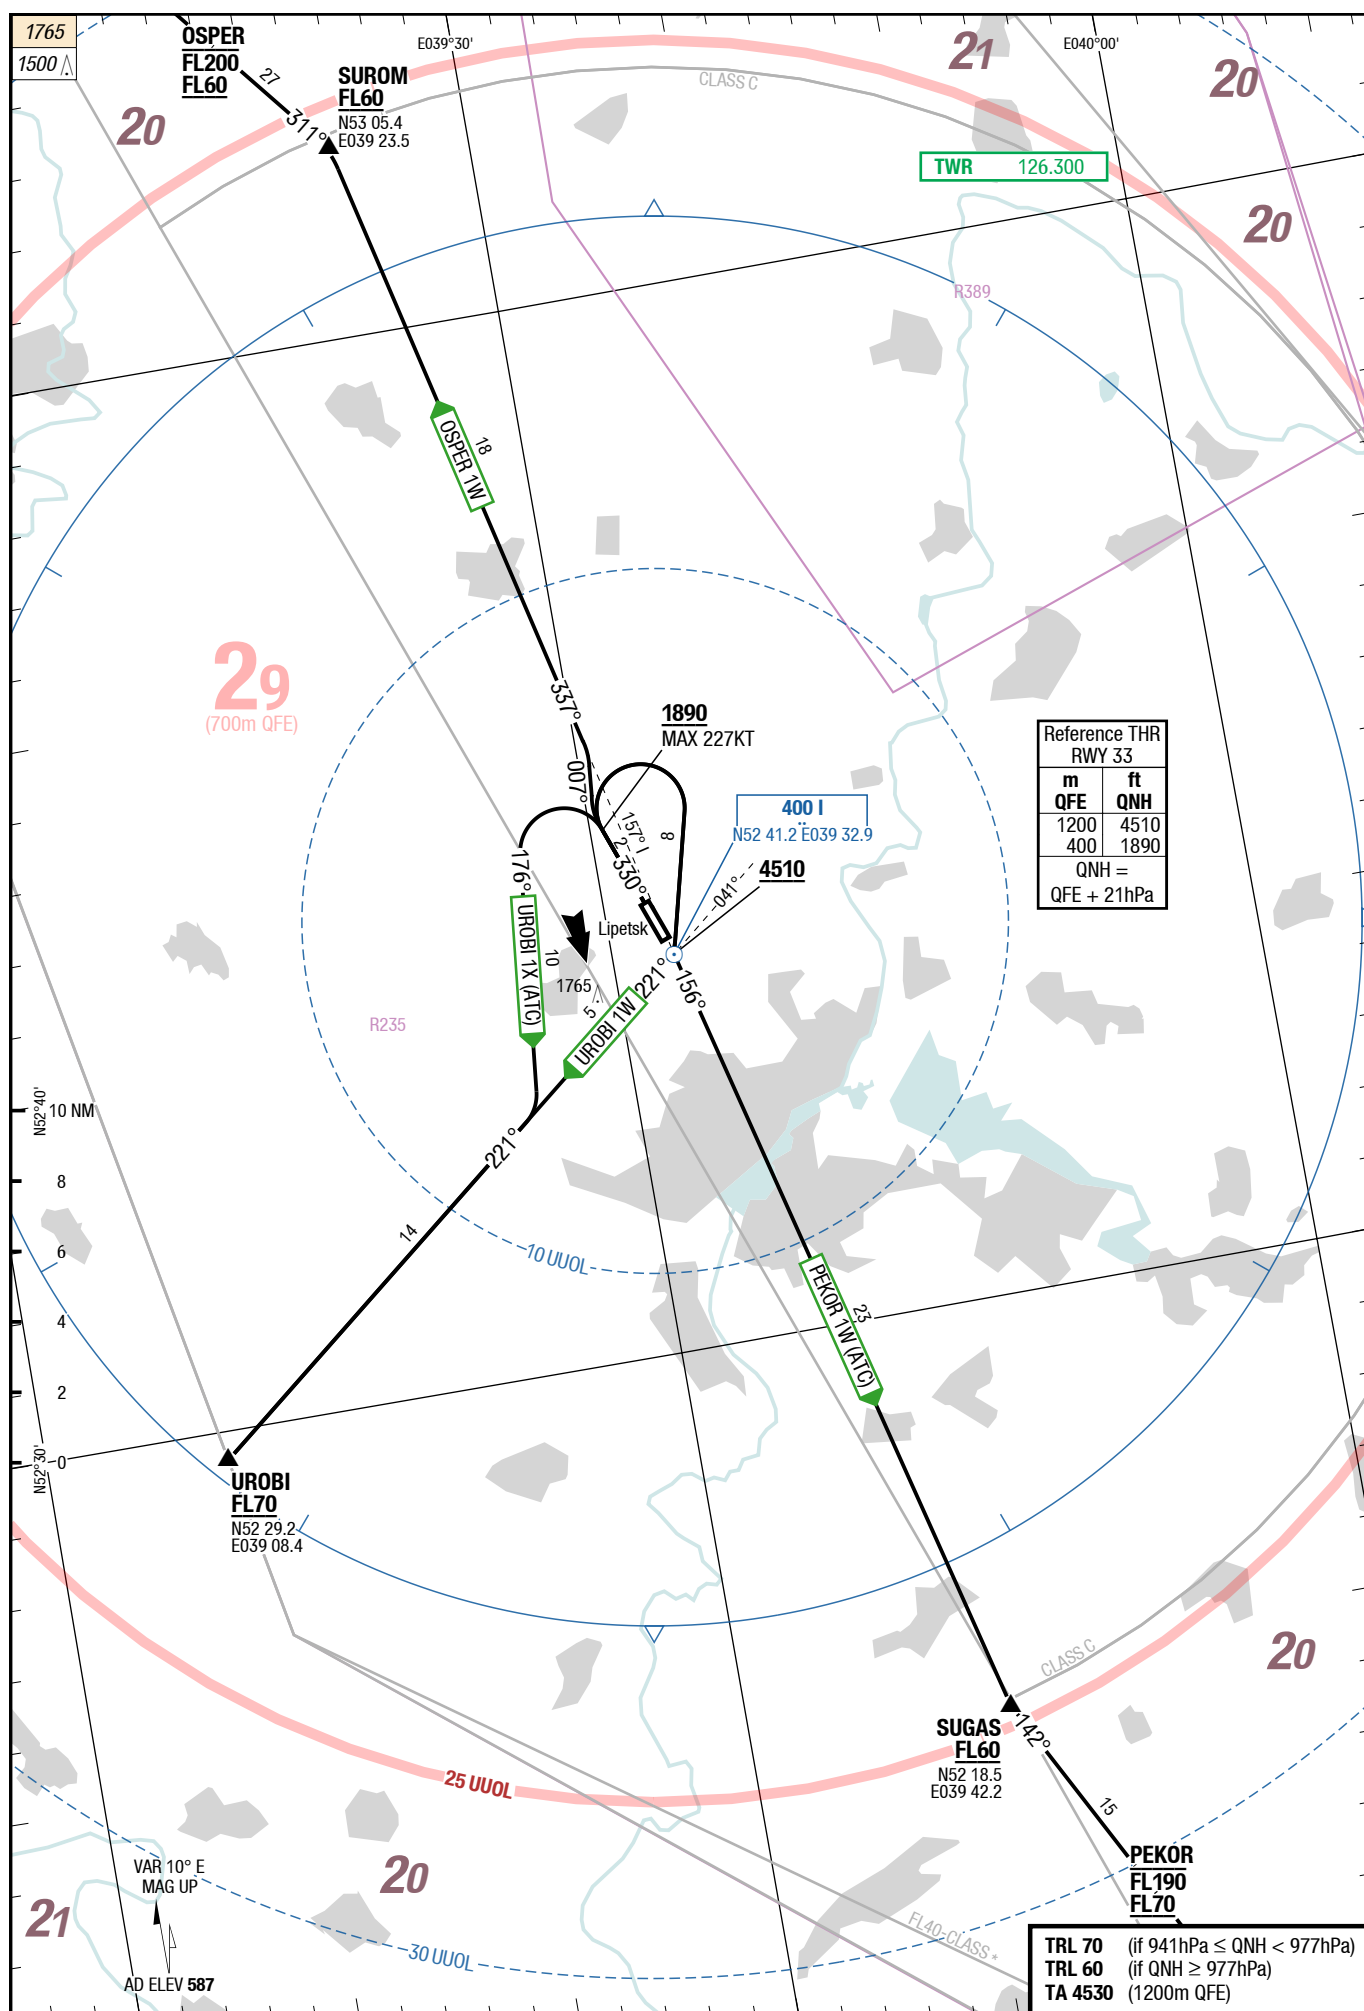 1765
1500
OSPER
FL200
FL60
27
311°
SUROM
FL60
N53 05.4
E039 23.5
E039°30'
CLASS C
21
E040°00'
20
20
TWR 126.300
20
R389
OSPER 1W
18
29
(700m QFE)
337°
007°
1890
MAX 227KT
Reference THR
RWY 33
m ft
QFE QNH
1200 4510
400 1890
QNH =
QFE + 21hPa
400 I
N52 41.2 E039 32.9
157° I
2
330°
8
4510
041°
176°
UROBI 1X (ATC)
10
Lipetsk
1765
5
UROBI 1W
221°
156°
R235
N52°40'
10 NM
8
6
4
2
0
N52°30'
221°
14
10 UUOL
PEKOR 1W (ATC)
23
UROBI
FL70
N52 29.2
E039 08.4
CLASS C
20
SUGAS
FL60
N52 18.5
E039 42.2
142°
15
25 UUOL
PEKOR
FL190
FL70
VAR 10° E
MAG UP
20
21
FL40-CLASS *
30 UUOL
AD ELEV 587
TRL 70 (if 941hPa ≤ QNH < 977hPa)
TRL 60 (if QNH ≥ 977hPa)
TA 4530 (1200m QFE)